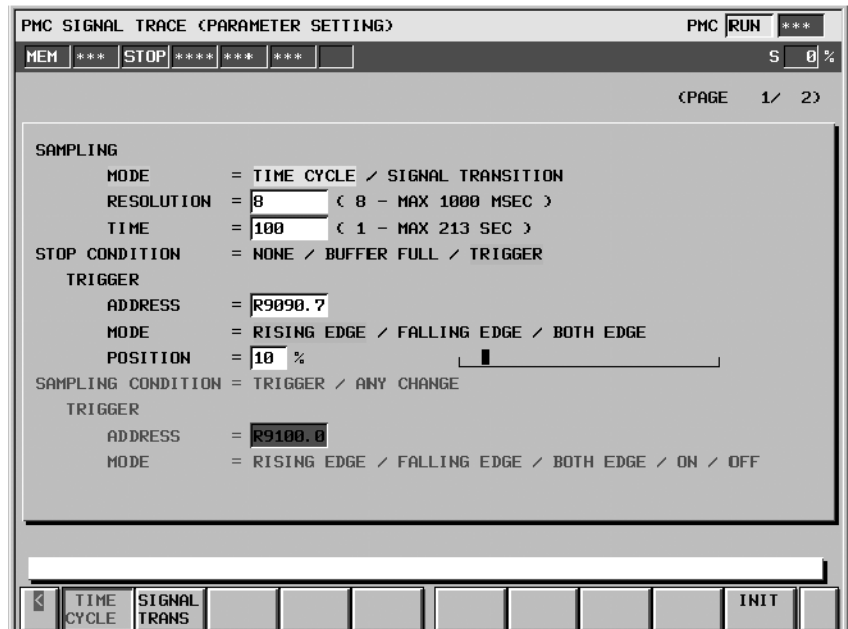 PMC SIGNAL TRACE (PARAMETER SETTING) PMC RUN ***
MEM *** STOP **** *** *** S 0 %
(PAGE 1/ 2)
SAMPLING
MODE = TIME CYCLE / SIGNAL TRANSITION
RESOLUTION = 8 ( 8 - MAX 1000 MSEC )
TIME = 100 ( 1 - MAX 213 SEC )
STOP CONDITION = NONE / BUFFER FULL / TRIGGER
TRIGGER
ADDRESS = R9090.7
MODE = RISING EDGE / FALLING EDGE / BOTH EDGE
POSITION = 10 %
SAMPLING CONDITION = TRIGGER / ANY CHANGE
TRIGGER
ADDRESS = R9100.0
MODE = RISING EDGE / FALLING EDGE / BOTH EDGE / ON / OFF
< TIME CYCLE SIGNAL TRANS INIT